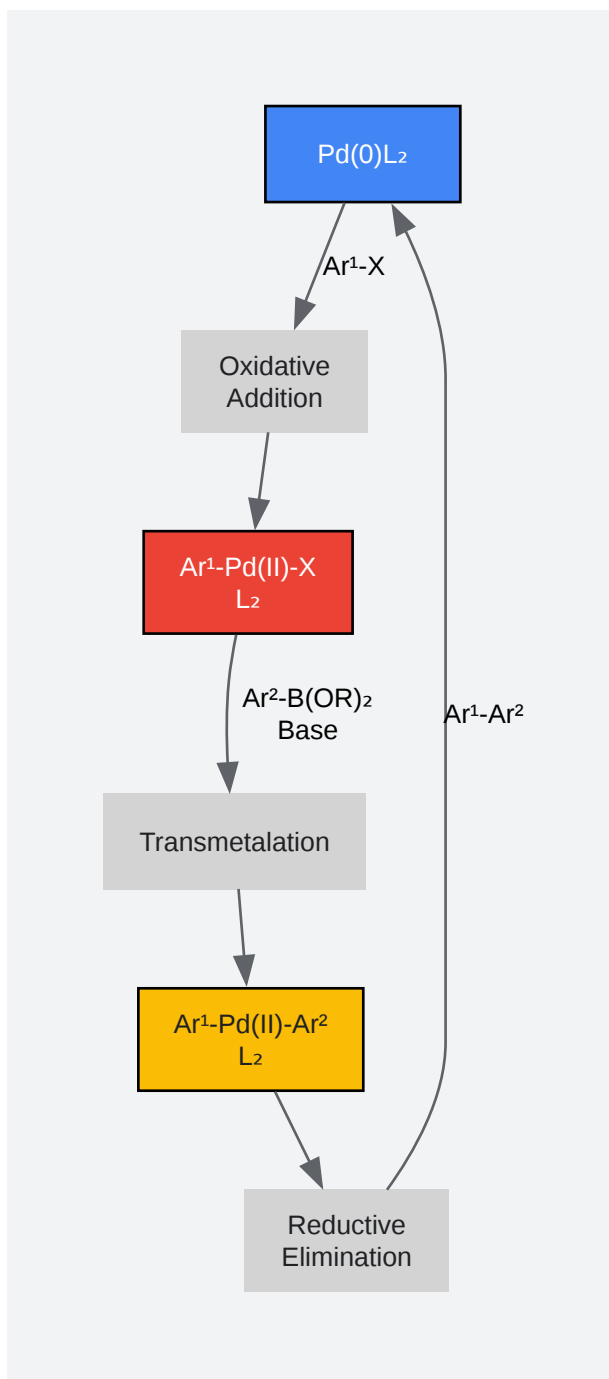 Pd(0)L₂
Ar¹-X
Oxidative
Addition
Ar¹-Pd(II)-X
L₂
Ar²-B(OR)₂
Base
Ar¹-Ar²
Transmetalation
Ar¹-Pd(II)-Ar²
L₂
Reductive
Elimination